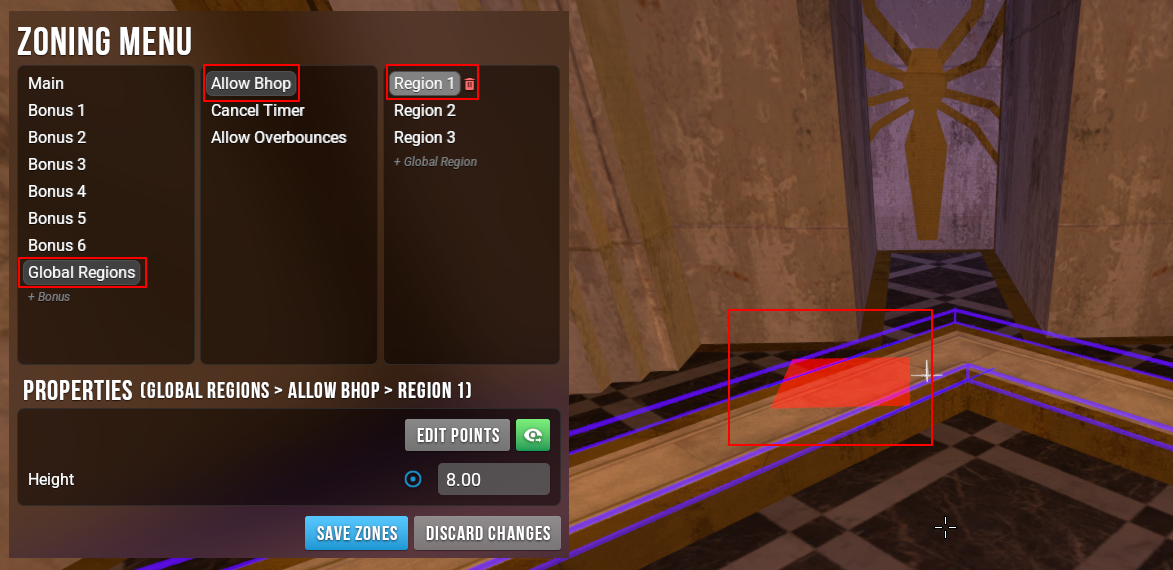 ZONING MENU
Main
Bonus 1
Bonus 2
Bonus 3
Bonus 4
Bonus 5
Bonus 6
Global Regions
+ Bonus
Allow Bhop
Cancel Timer
Allow Overbounces
Region 1
Region 2
Region 3
+ Global Region
PROPERTIES (GLOBAL REGIONS > ALLOW BHOP > REGION 1)
EDIT POINTS
Height 8.00
SAVE ZONES DISCARD CHANGES